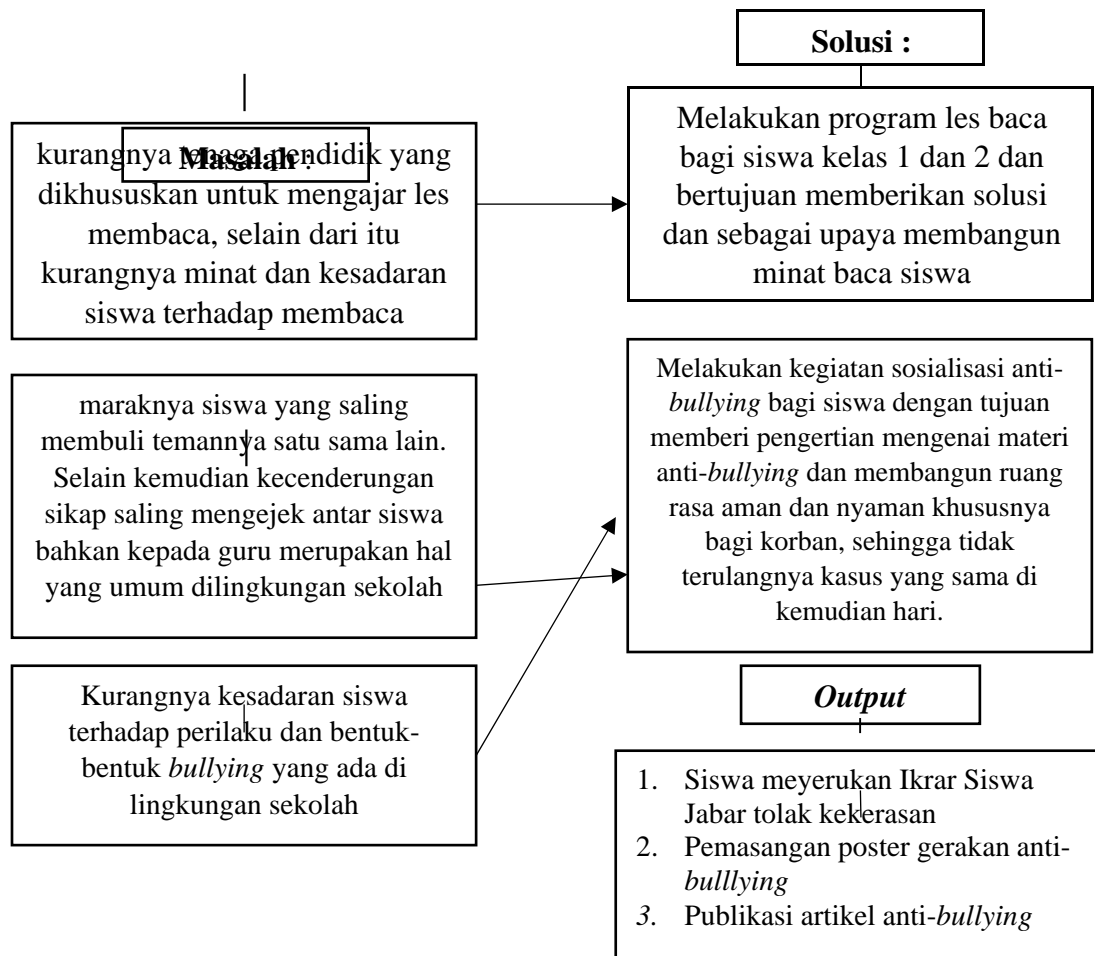 Masalah :
kurangnya tenaga pendidik yang
dikhususkan untuk mengajar les
membaca, selain dari itu
kurangnya minat dan kesadaran
siswa terhadap membaca
maraknya siswa yang saling
membuli temannya satu sama lain.
Selain kemudian kecenderungan
sikap saling mengejek antar siswa
bahkan kepada guru merupakan hal
yang umum dilingkungan sekolah
Kurangnya kesadaran siswa
terhadap perilaku dan bentuk-
bentuk bullying yang ada di
lingkungan sekolah
Solusi :
Melakukan program les baca
bagi siswa kelas 1 dan 2 dan
bertujuan memberikan solusi
dan sebagai upaya membangun
minat baca siswa
Melakukan kegiatan sosialisasi anti-
bullying bagi siswa dengan tujuan
memberi pengertian mengenai materi
anti-bullying dan membangun ruang
rasa aman dan nyaman khususnya
bagi korban, sehingga tidak
terulangnya kasus yang sama di
kemudian hari.
Output
1. Siswa meyerukan Ikrar Siswa
Jabar tolak kekerasan
2. Pemasangan poster gerakan anti-
bulllying
3. Publikasi artikel anti-bullying